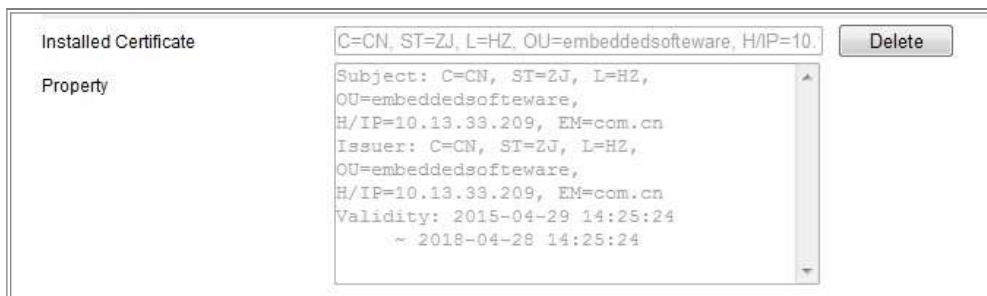 Installed Certificate
C=CN, ST=ZJ, L=HZ, OU=embeddedsofteware, H/IP=10.
Delete
Property
Subject: C=CN, ST=ZJ, L=HZ,
OU=embeddedsofteware,
H/IP=10.13.33.209, EM=com.cn
Issuer: C=CN, ST=ZJ, L=HZ,
OU=embeddedsofteware,
H/IP=10.13.33.209, EM=com.cn
Validity: 2015-04-29 14:25:24
~ 2018-04-28 14:25:24